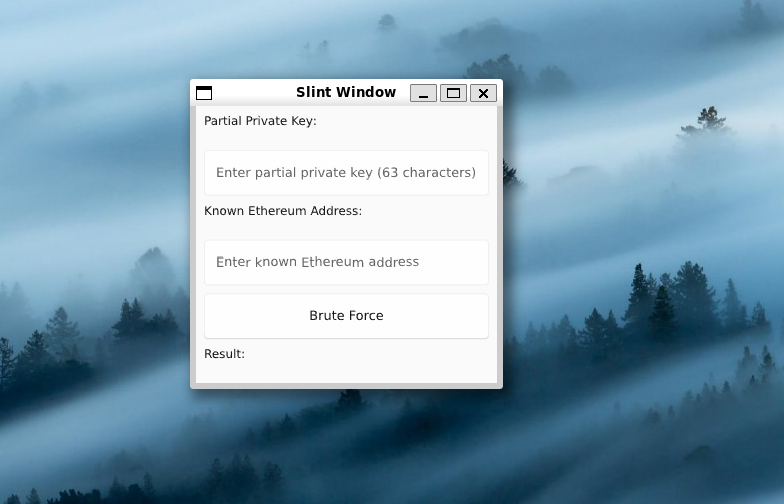 Slint Window
Partial Private Key:
Enter partial private key (63 characters)
Known Ethereum Address:
Enter known Ethereum address
Brute Force
Result: